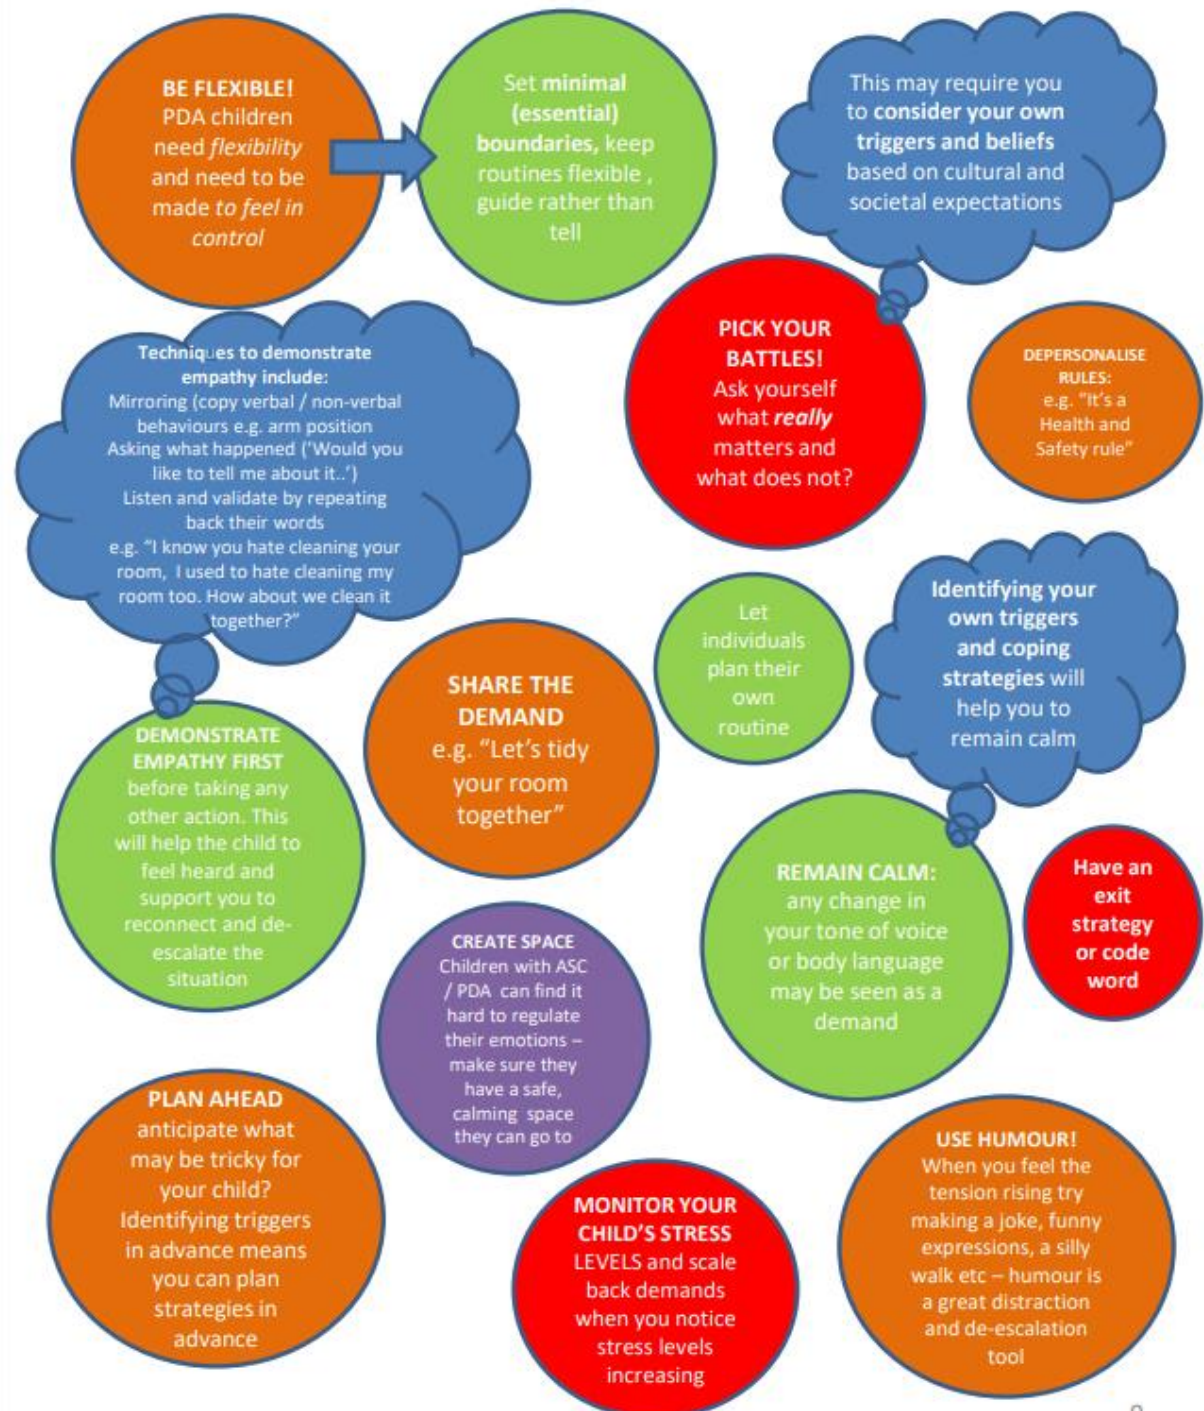 BE FLEXIBLE!
PDA children
need flexibility
and need to be
made to feel in
control
Set minimal
(essential)
boundaries, keep
routines flexible ,
guide rather than
tell
This may require you
to consider your own
triggers and beliefs
based on cultural and
societal expectations
PICK YOUR
BATTLES!
Ask yourself
what really
matters and
what does not?
DEPERSONALISE
RULES:
e.g. “It’s a
Health and
Safety rule”
Techniques to demonstrate
empathy include:
Mirroring (copy verbal / non-verbal
behaviours e.g. arm position
Asking what happened (‘Would you
like to tell me about it..’)
Listen and validate by repeating
back their words
e.g. “I know you hate cleaning your
room, I used to hate cleaning my
room too. How about we clean it
together?”
DEMONSTRATE
EMPATHY FIRST
before taking any
other action. This
will help the child to
feel heard and
support you to
reconnect and de-
escalate the
situation
SHARE THE
DEMAND
e.g. “Let’s tidy
your room
together”
Let
individuals
plan their
own
routine
Identifying your
own triggers
and coping
strategies will
help you to
remain calm
REMAIN CALM:
any change in
your tone of voice
or body language
may be seen as a
demand
Have an
exit
strategy
or code
word
CREATE SPACE
Children with ASC
/ PDA can find it
hard to regulate
their emotions –
make sure they
have a safe,
calming space
they can go to
PLAN AHEAD
anticipate what
may be tricky for
your child?
Identifying triggers
in advance means
you can plan
strategies in
advance
MONITOR YOUR
CHILD’S STRESS
LEVELS and scale
back demands
when you notice
stress levels
increasing
USE HUMOUR!
When you feel the
tension rising try
making a joke, funny
expressions, a silly
walk etc – humour is
a great distraction
and de-escalation
tool